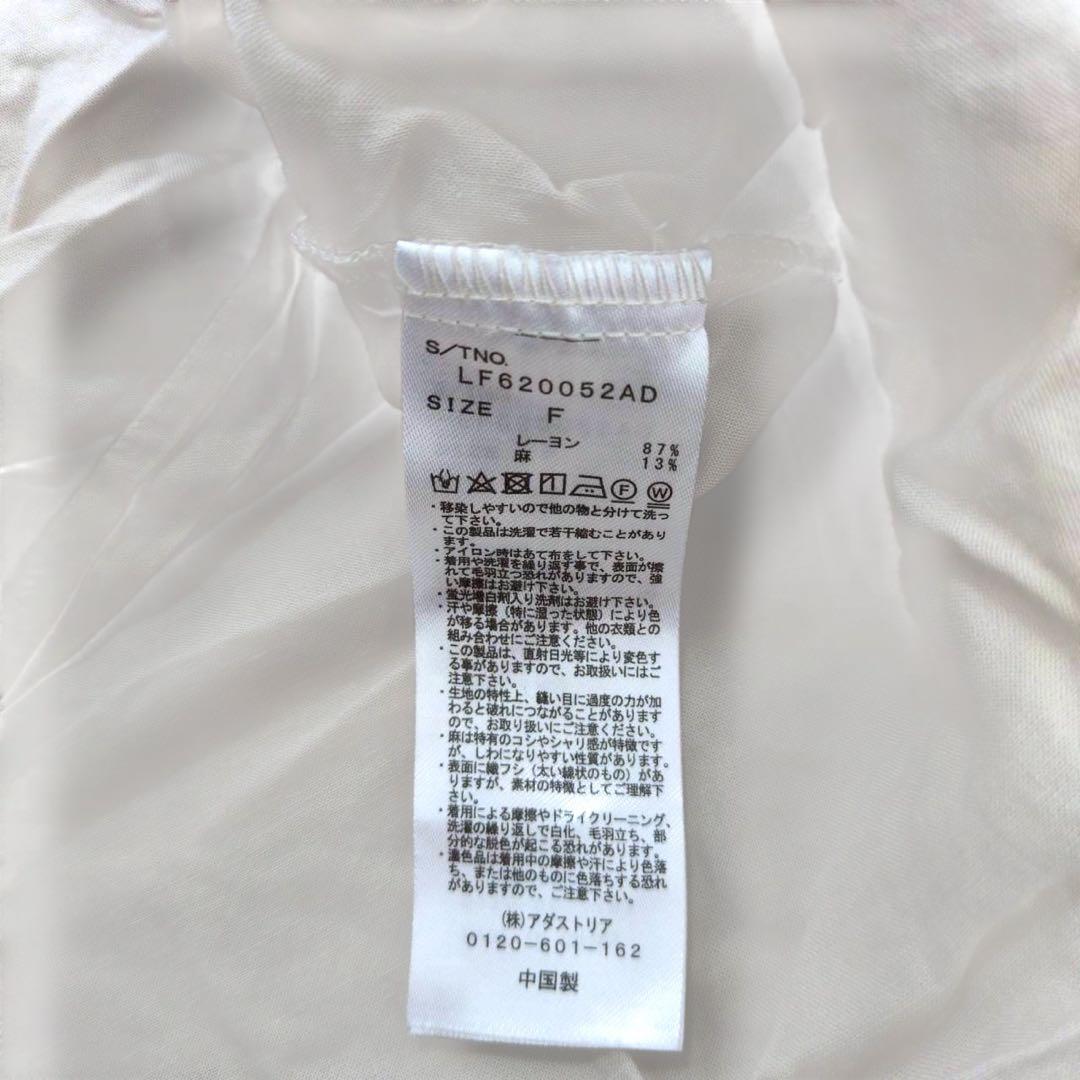 S/TNO.
LF620052AD
SIZE F
レーヨン 87%
麻 13%
・移染しやすいので他の物と分けて洗っ
て下さい。
・この製品は洗濯で若干縮むことがあり
ます。
・アイロン時はあて布をして下さい。
・着用や洗濯を繰り返す事で、表面が擦
れて毛羽立つ恐れがありますので、強
い摩擦はお避け下さい。
・蛍光増白剤入り洗剤はお避け下さい。
・汗や摩擦（特に湿った状態）により色
が移る場合があります。他の衣類との
組み合わせにご注意ください。
・この製品は、直射日光等により変色す
る事がありますので、お取扱いにはご
注意下さい。
・生地の特性上、縫い目に過度の力が加
わると破れにつながることがあります
ので、お取り扱いにご注意ください。
・麻は特有のコシやシャリ感が特徴です
が、しわになりやすい性質があります。
・表面に織フシ（太い線状のもの）があ
りますが、素材の特徴としてご理解下
さい。
・着用による摩擦やドライクリーニング、
洗濯の繰り返しで白化、毛羽立ち、部
分的な脱色が起こる恐れがあります。
・濃色品は着用中の摩擦や汗により色落
ち、または他のものに色落ちする恐れ
がありますので、ご注意下さい。
(株)アダストリア
0120-601-162
中国製